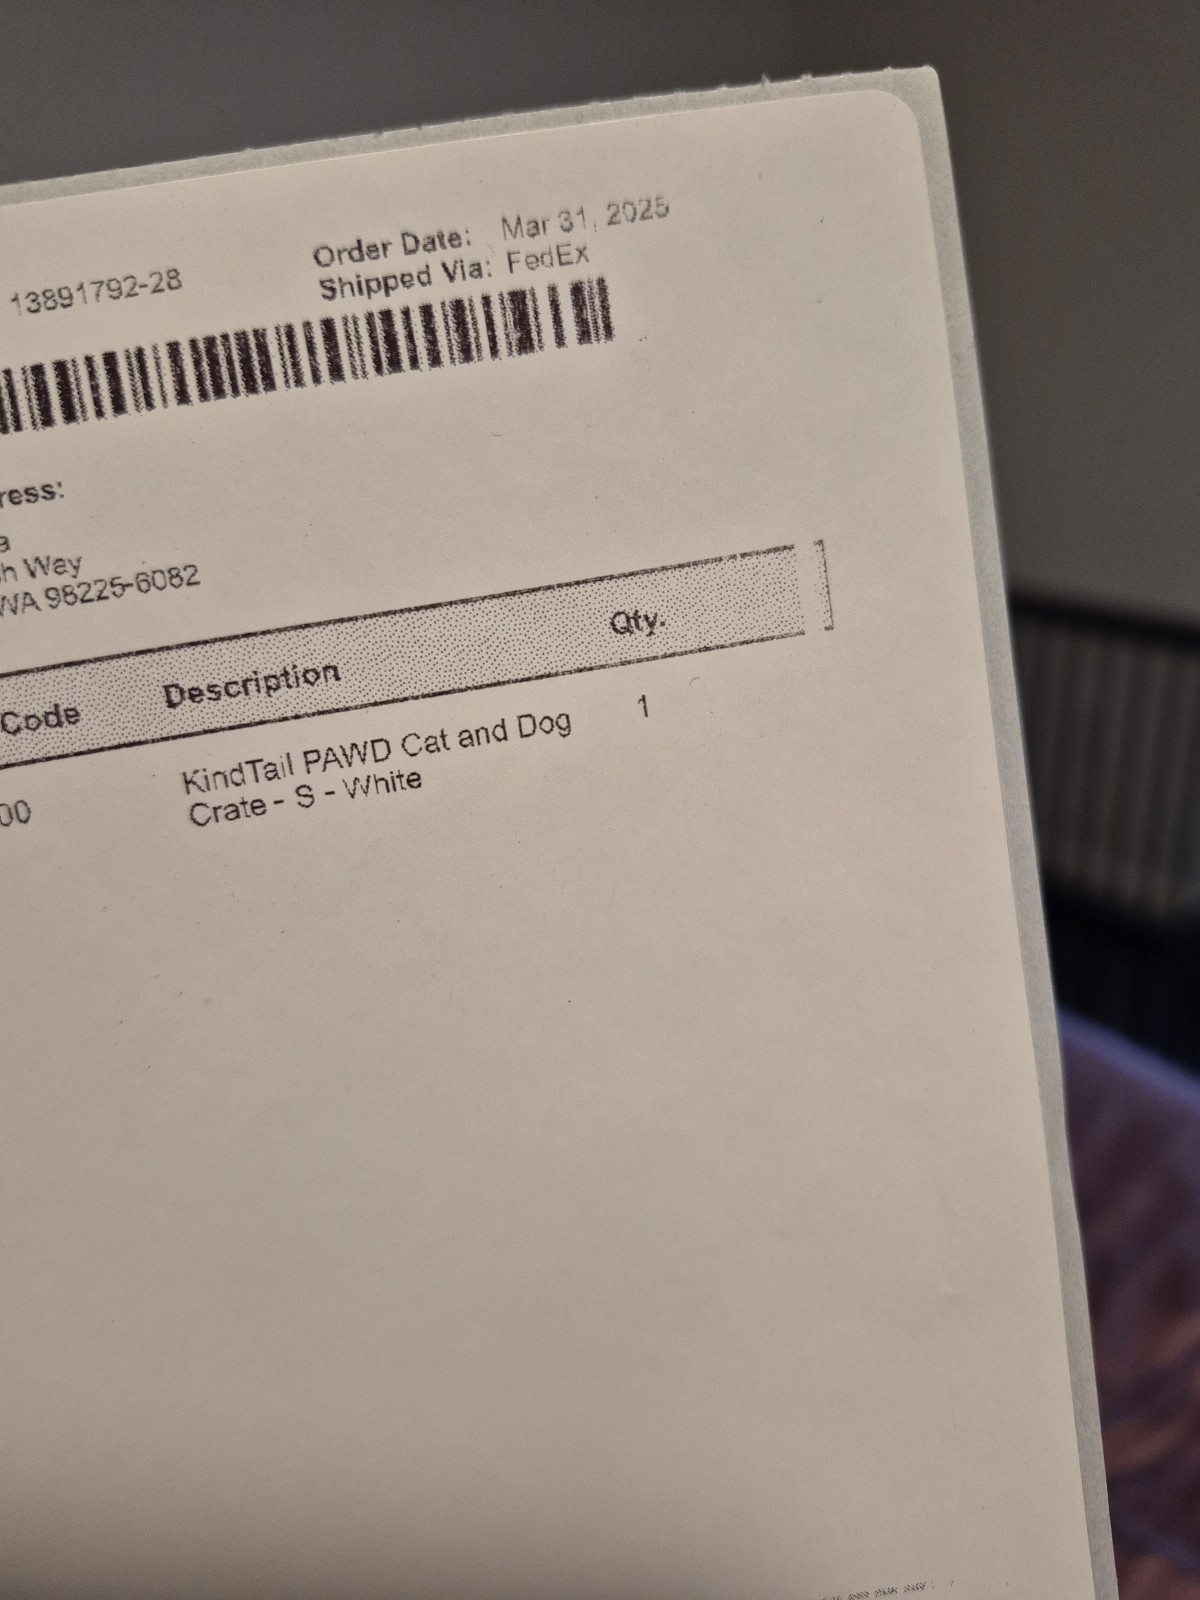 13891792-28
Order Date: Mar 31, 2025
Shipped Via: FedEx
ress:
a
h Way
WA 98225-6082
Code Description Qty.
00 KindTail PAWD Cat and Dog 1
Crate - S - White